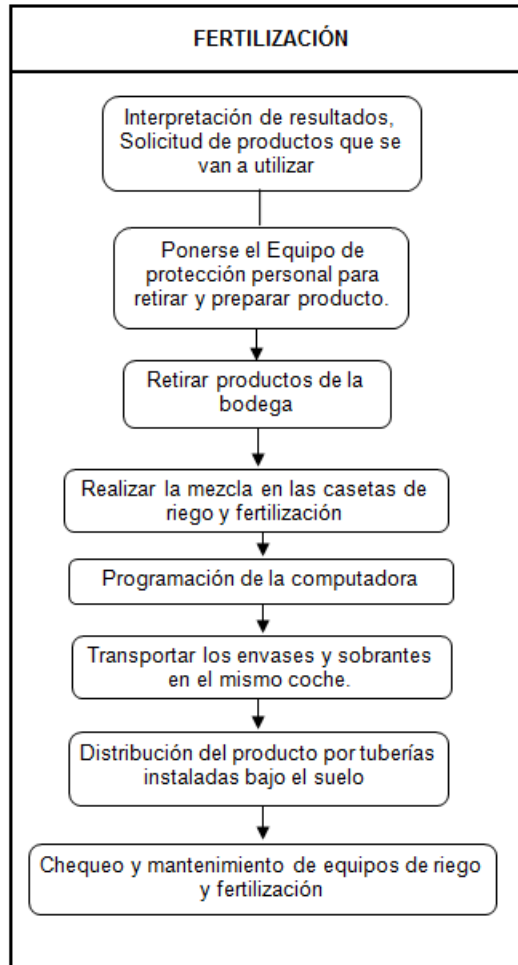 FERTILIZACIÓN
Interpretación de resultados,
Solicitud de productos que se
van a utilizar
Ponerse el Equipo de
protección personal para
retirar y preparar producto.
Retirar productos de la
bodega
Realizar la mezcla en las casetas de
riego y fertilización
Programación de la computadora
Transportar los envases y sobrantes
en el mismo coche.
Distribución del producto por tuberías
instaladas bajo el suelo
Chequeo y mantenimiento de equipos de riego
y fertilización